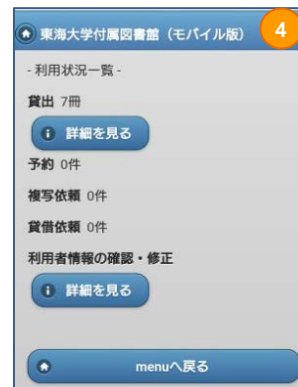 東海大学付属図書館（モバイル版）
4
- 利用状況一覧 -
貸出 7冊
詳細を見る
予約 0件
複写依頼 0件
貸借依頼 0件
利用者情報の確認・修正
詳細を見る
menuへ戻る